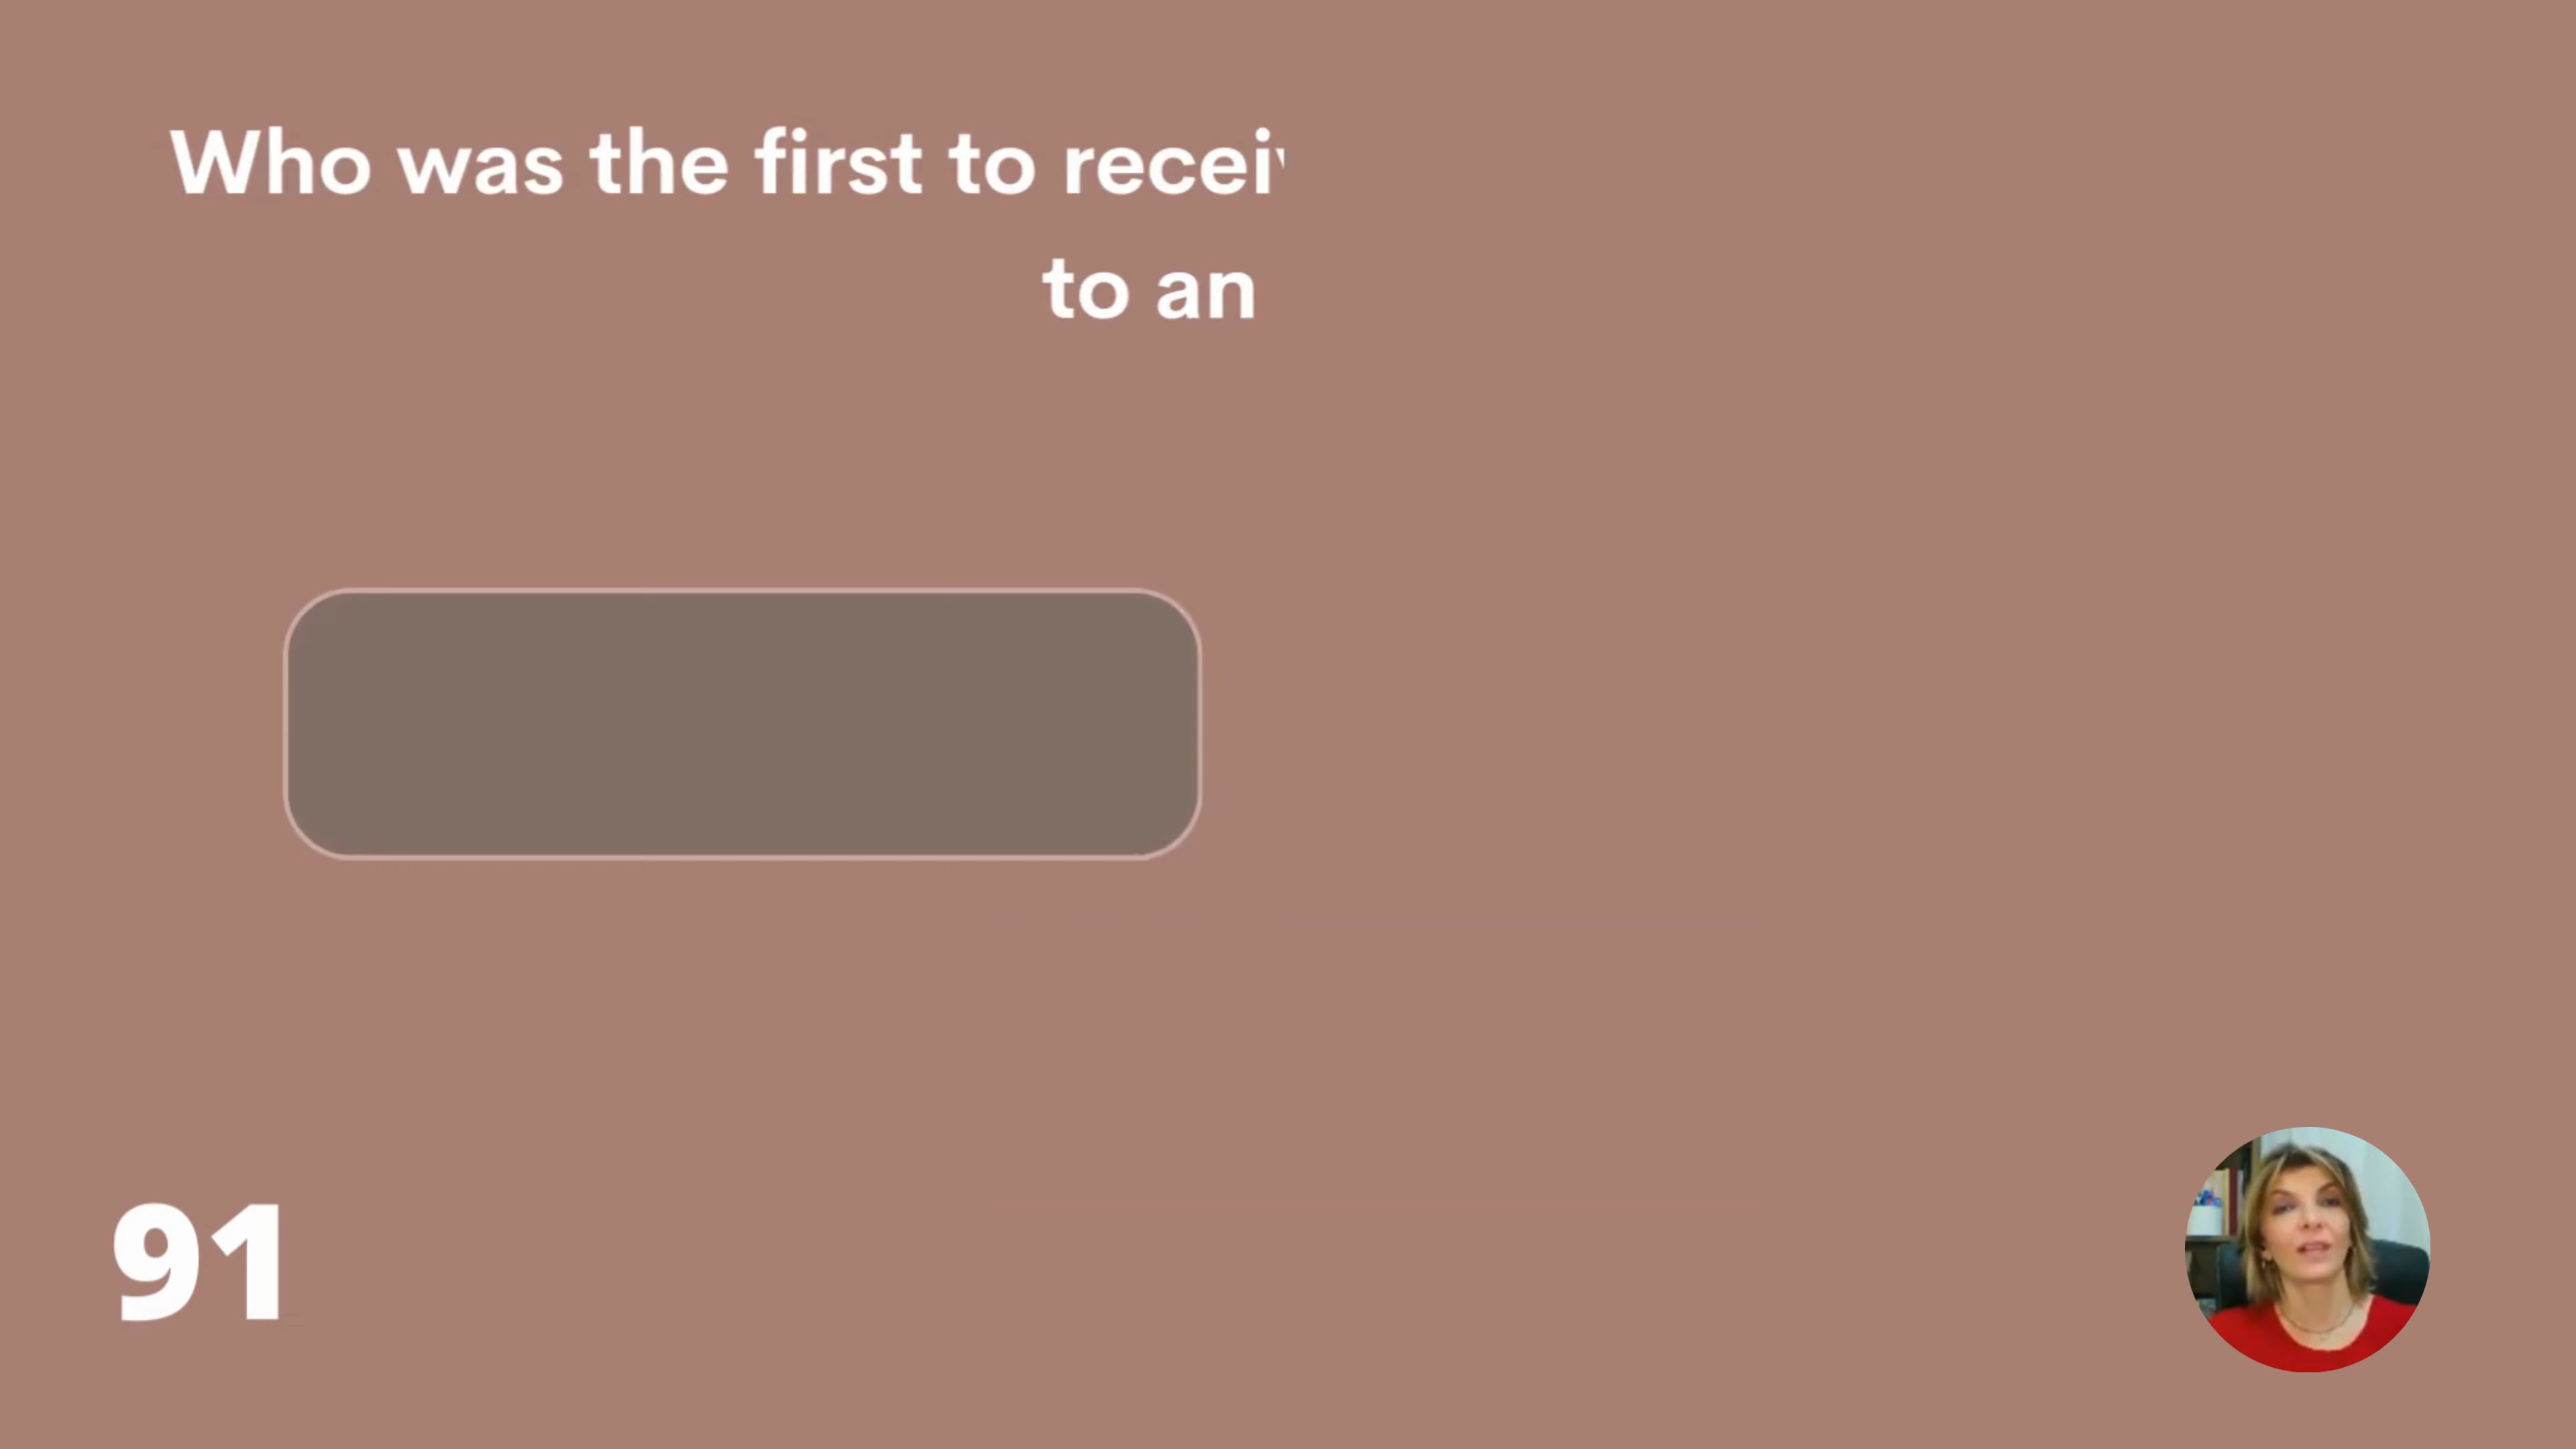 Who was the first to recei
to an
91